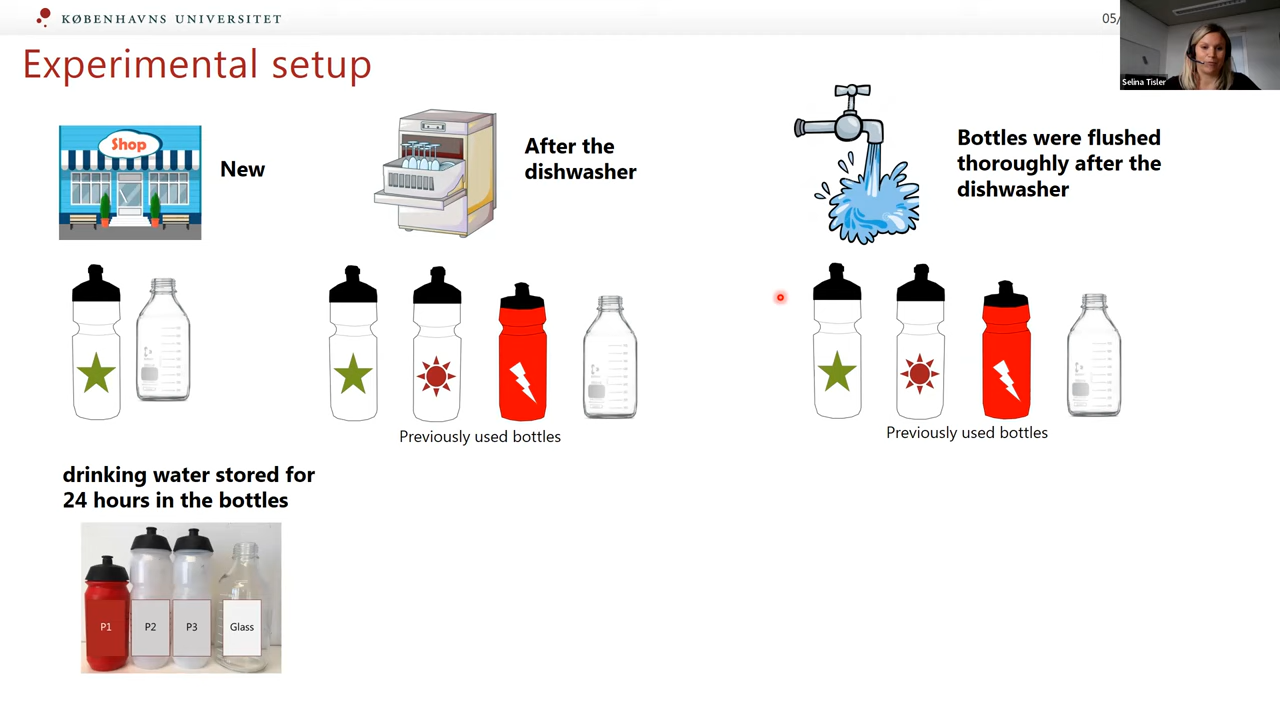 KØBENHAVNS UNIVERSITET
05/
Selina Tisler
Experimental setup
Shop
New
After the
dishwasher
Bottles were flushed
thoroughly after the
dishwasher
Previously used bottles
Previously used bottles
drinking water stored for
24 hours in the bottles
P1
P2
P3
Glass